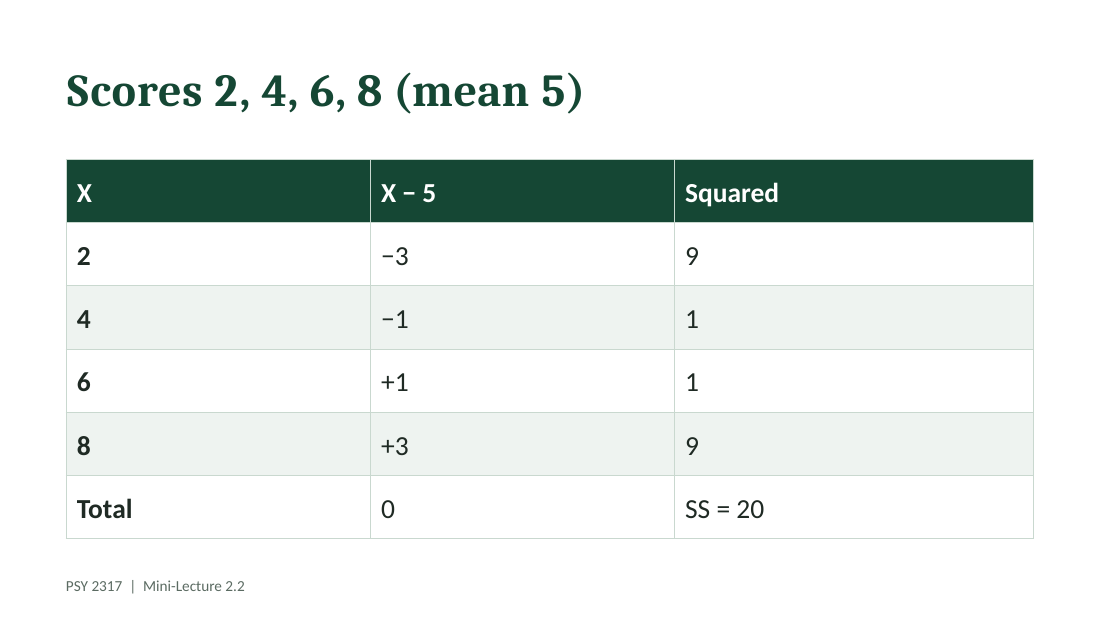 Scores 2, 4, 6, 8 (mean 5)
X X − 5 Squared
2 −3 9
4 −1 1
6 +1 1
8 +3 9
Total 0 SS = 20
PSY 2317 | Mini-Lecture 2.2